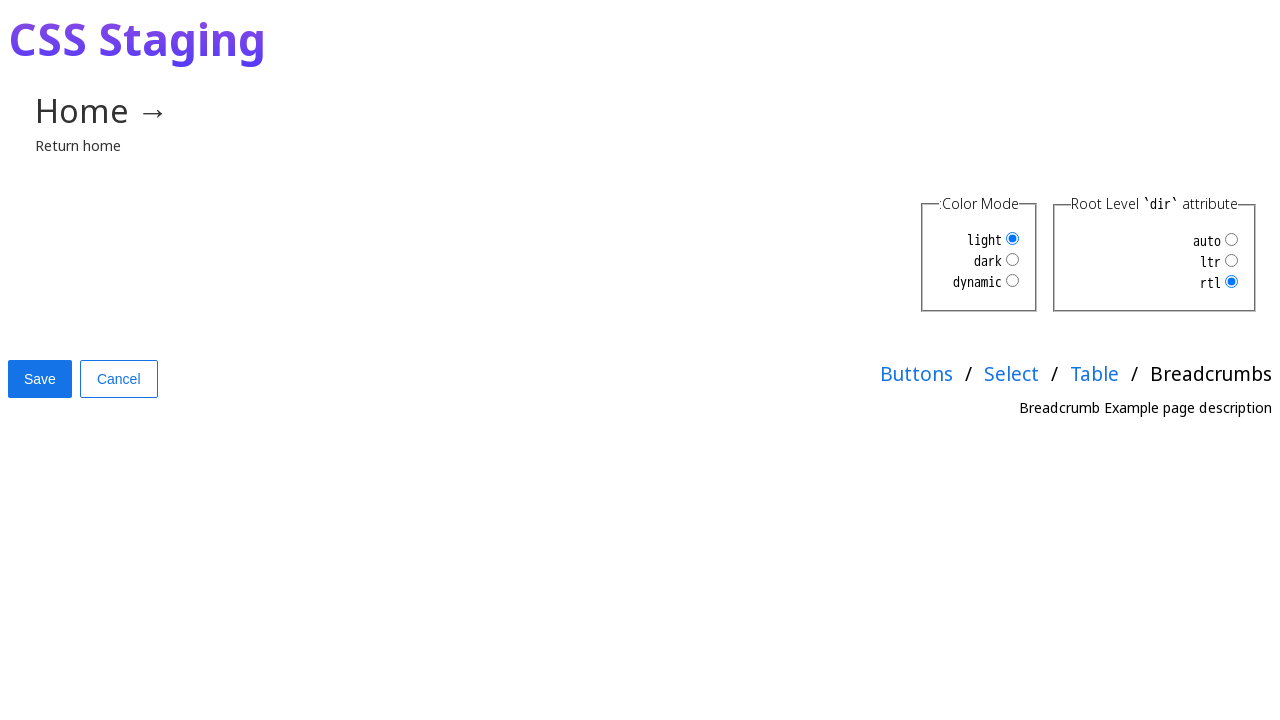 CSS Staging
Home →
Return home
:Color Mode
light
dark
dynamic
Root Level `dir` attribute
auto
ltr
rtl
Save
Cancel
Buttons / Select / Table / Breadcrumbs
Breadcrumb Example page description